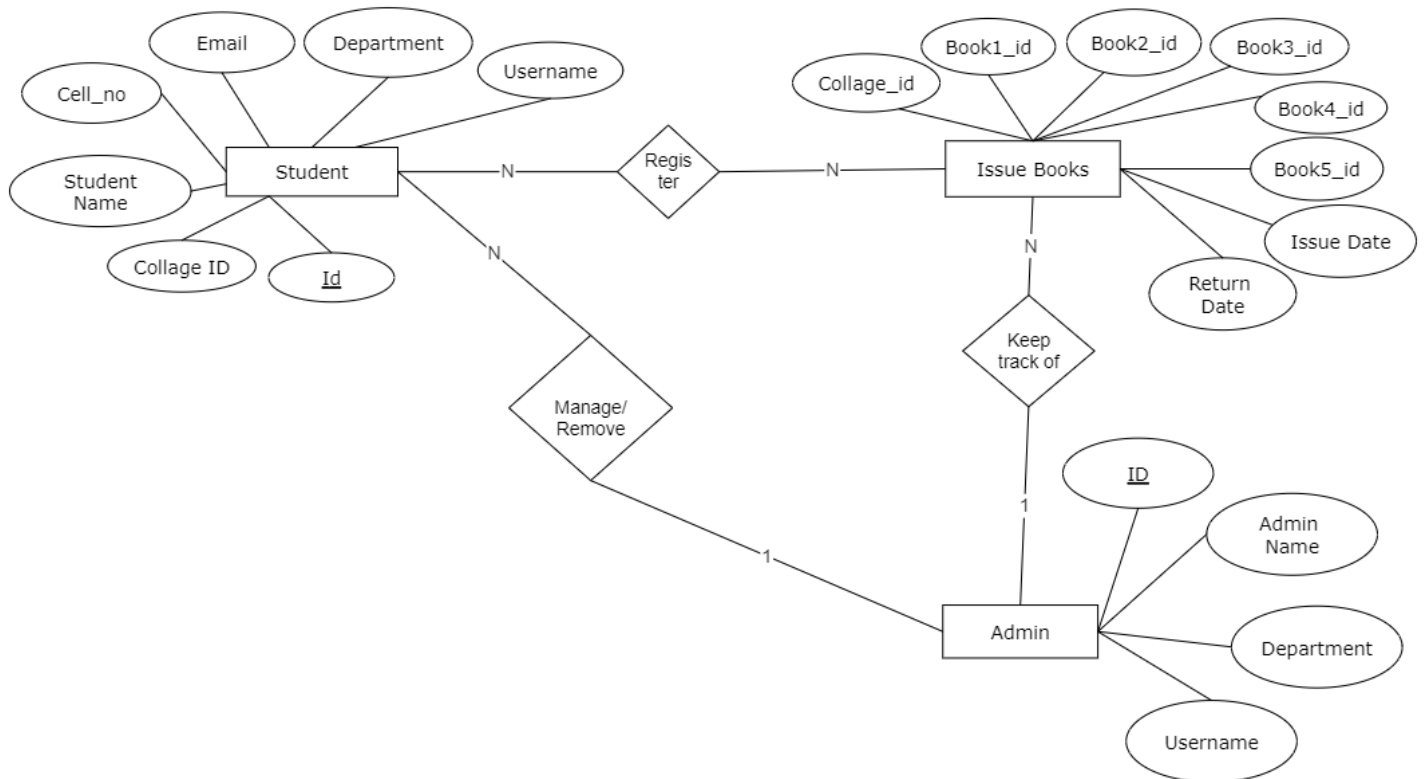 Email
Department
Username
Cell_no
Student
Student
Name
Collage ID
Id
N
Regis
ter
N
Collage_id
Book1_id
Book2_id
Book3_id
Book4_id
Book5_id
Issue Books
Issue Date
Return
Date
N
N
Keep
track of
Manage/
Remove
1
1
ID
Admin
Name
Admin
Department
Username